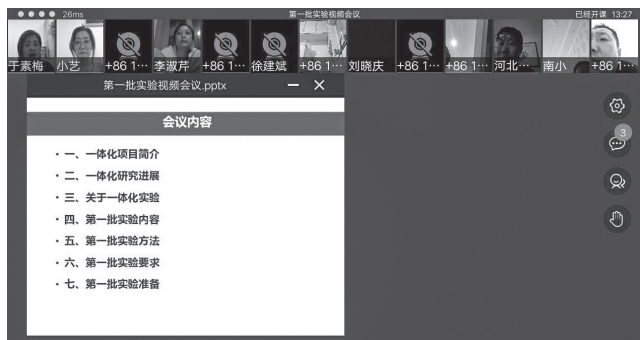 26ms
第一批实验视频会议
已经开课 13:27
于素梅
小艺
+86 1…
李淑芹
+86 1…
徐建斌
+86 1…
刘晓庆
+86 1…
+86 1…
河北…
南小
+86 1…
第一批实验视频会议.pptx
会议内容
· 一、一体化项目简介
· 二、一体化研究进展
· 三、关于一体化实验
· 四、第一批实验内容
· 五、第一批实验方法
· 六、第一批实验要求
· 七、第一批实验准备
3